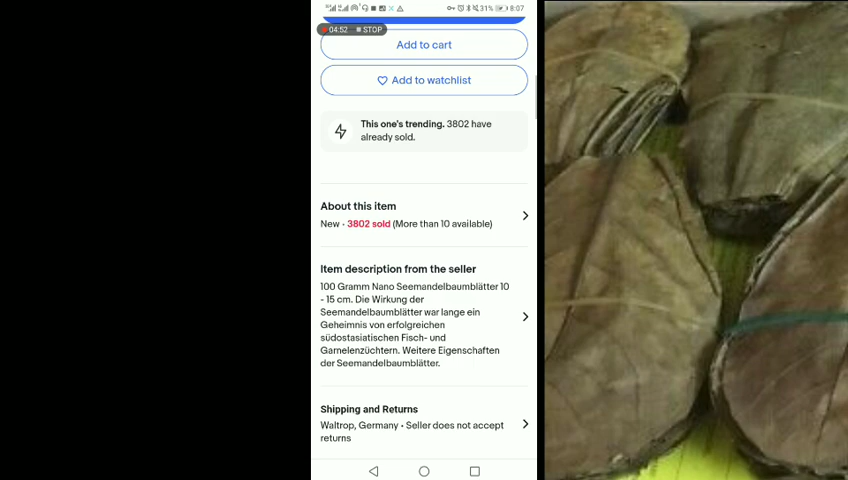 31% 8:07
04:52 STOP
Add to cart
Add to watchlist
This one's trending. 3802 have
already sold.
About this item
New · 3802 sold (More than 10 available)
Item description from the seller
100 Gramm Nano Seemandelbaumblätter 10
- 15 cm. Die Wirkung der
Seemandelbaumblätter war lange ein
Geheimnis von erfolgreichen
südostasiatischen Fisch- und
Garnelenzüchtern. Weitere Eigenschaften
der Seemandelbaumblätter.
Shipping and Returns
Waltrop, Germany • Seller does not accept
returns